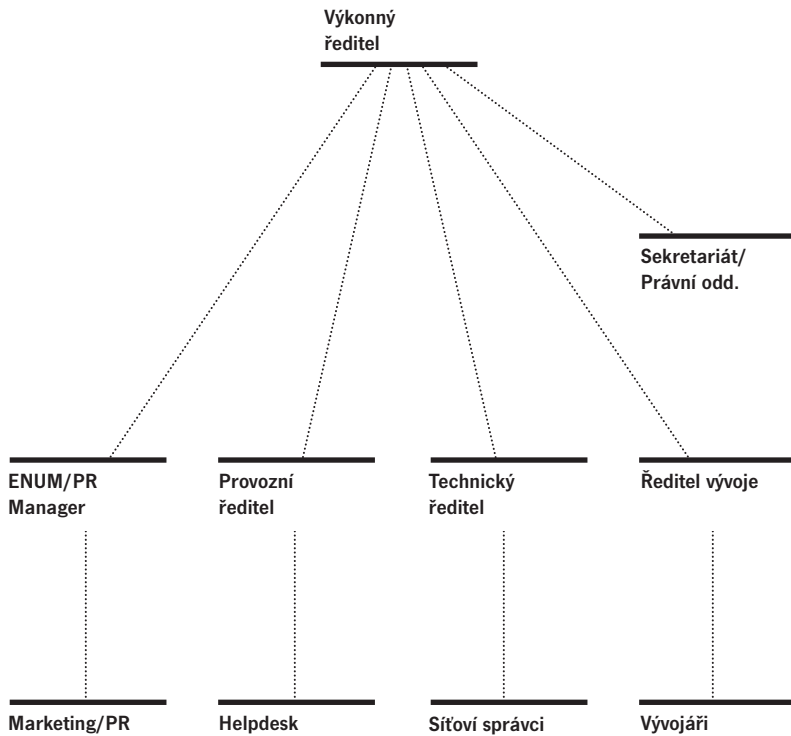 Výkonný
ředitel
Sekretariát/
Právní odd.
ENUM/PR
Manager
Provozní
ředitel
Technický
ředitel
Ředitel vývoje
Marketing/PR
Helpdesk
Síťoví správci
Vývojáři